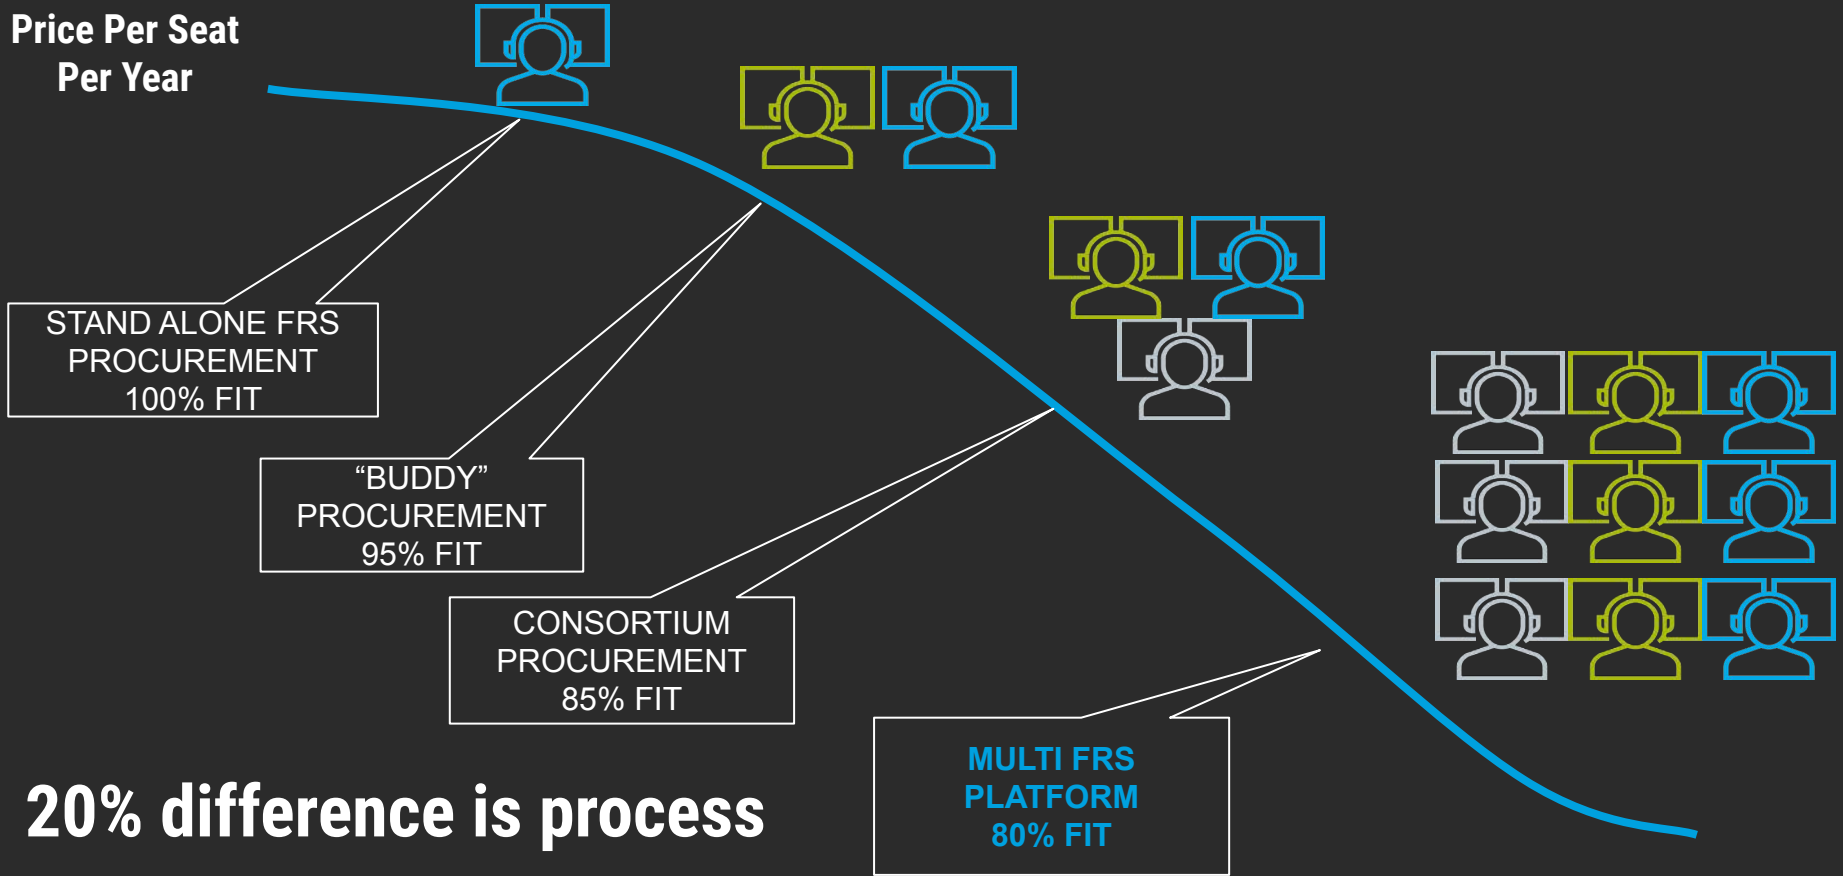 Price Per Seat
Per Year
STAND ALONE FRS
PROCUREMENT
100% FIT
“BUDDY”
PROCUREMENT
95% FIT
CONSORTIUM
PROCUREMENT
85% FIT
MULTI FRS
PLATFORM
80% FIT
20% difference is process